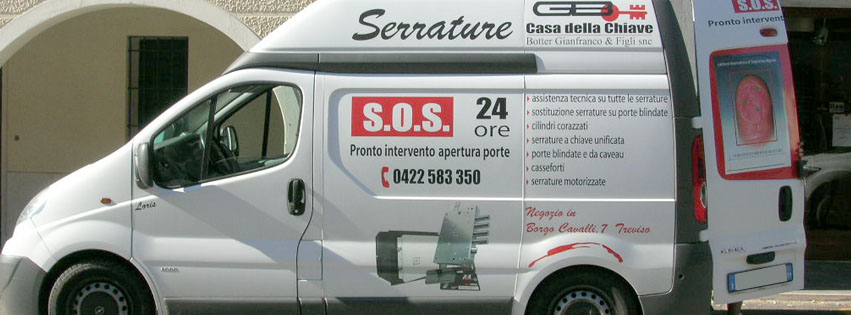 Serrature
GB
Casa della Chiave
Botter Gianfranco & Figli snc
S.O.S.
Pronto intervent
S.O.S.
24
ore
Pronto intervento apertura porte
0422 583 350
assistenza tecnica su tutte le serrature
sostituzione serrature su porte blindate
cilindri corazzati
serrature a chiave unificata
porte blindate e da caveau
casseforti
serrature motorizzate
Negozio in
Borgo Cavalli, 7 Treviso
Loris